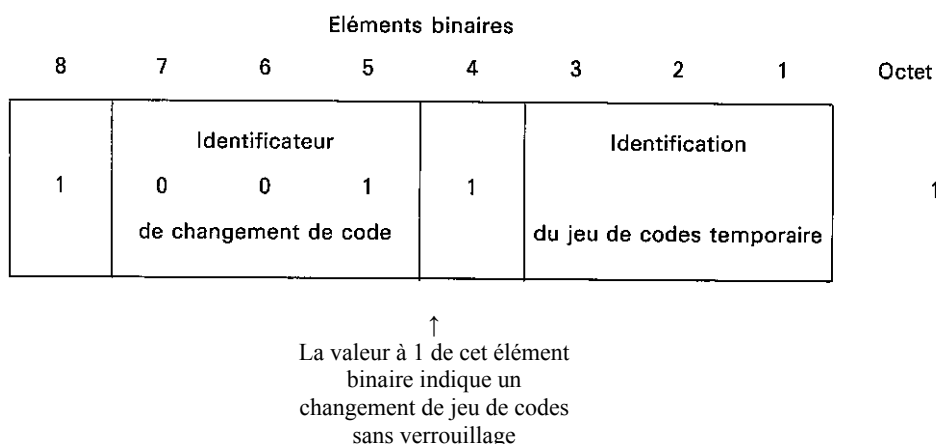 Eléments binaires
8 7 6 5 4 3 2 1 Octet
Identificateur Identification
1 0 0 1 1 1
de changement de code du jeu de codes temporaire
↑
La valeur à 1 de cet élément
binaire indique un
changement de jeu de codes
sans verrouillage